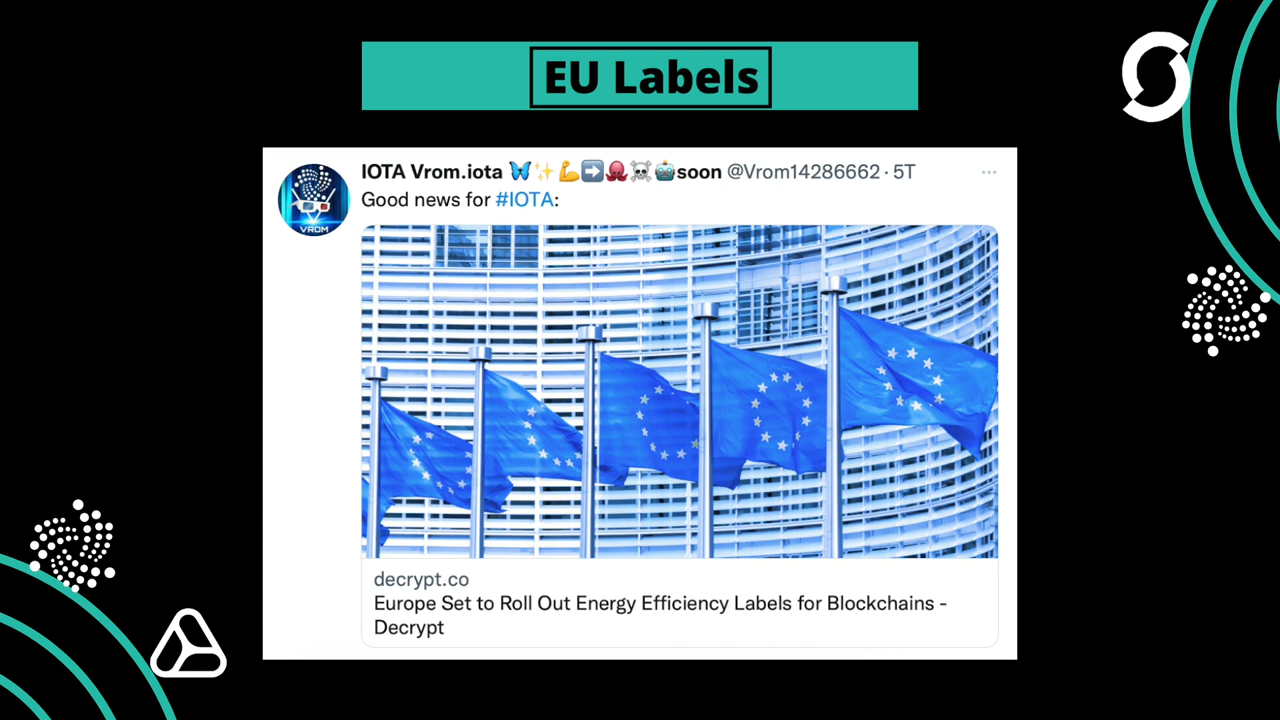 EU Labels
IOTA Vrom.iota 🦋✨💪➡️🐙☠️🤖soon @Vrom14286662 · 5T
Good news for #IOTA:
VROM
decrypt.co
Europe Set to Roll Out Energy Efficiency Labels for Blockchains -
Decrypt